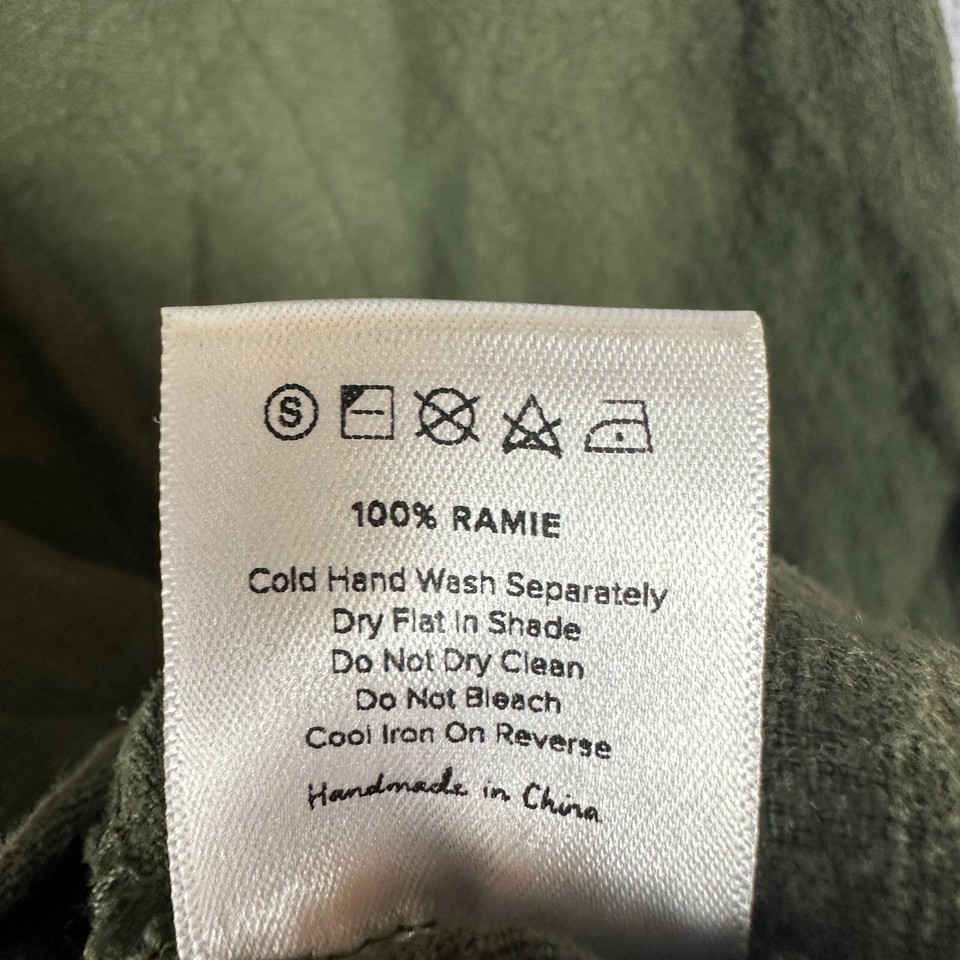 S
100% RAMIE
Cold Hand Wash Separately
Dry Flat In Shade
Do Not Dry Clean
Do Not Bleach
Cool Iron On Reverse
Handmade in China